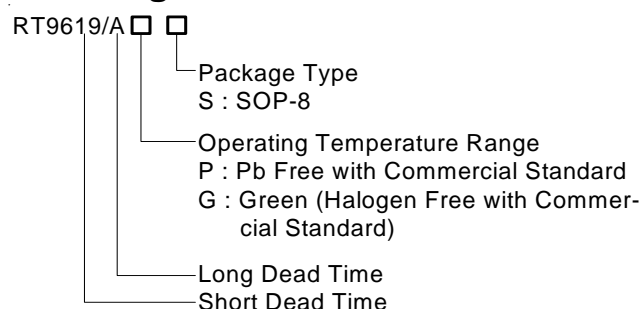 RT9619/A
Package Type
S : SOP-8
Operating Temperature Range
P : Pb Free with Commercial Standard
G : Green (Halogen Free with Commer-
cial Standard)
Long Dead Time
Short Dead Time